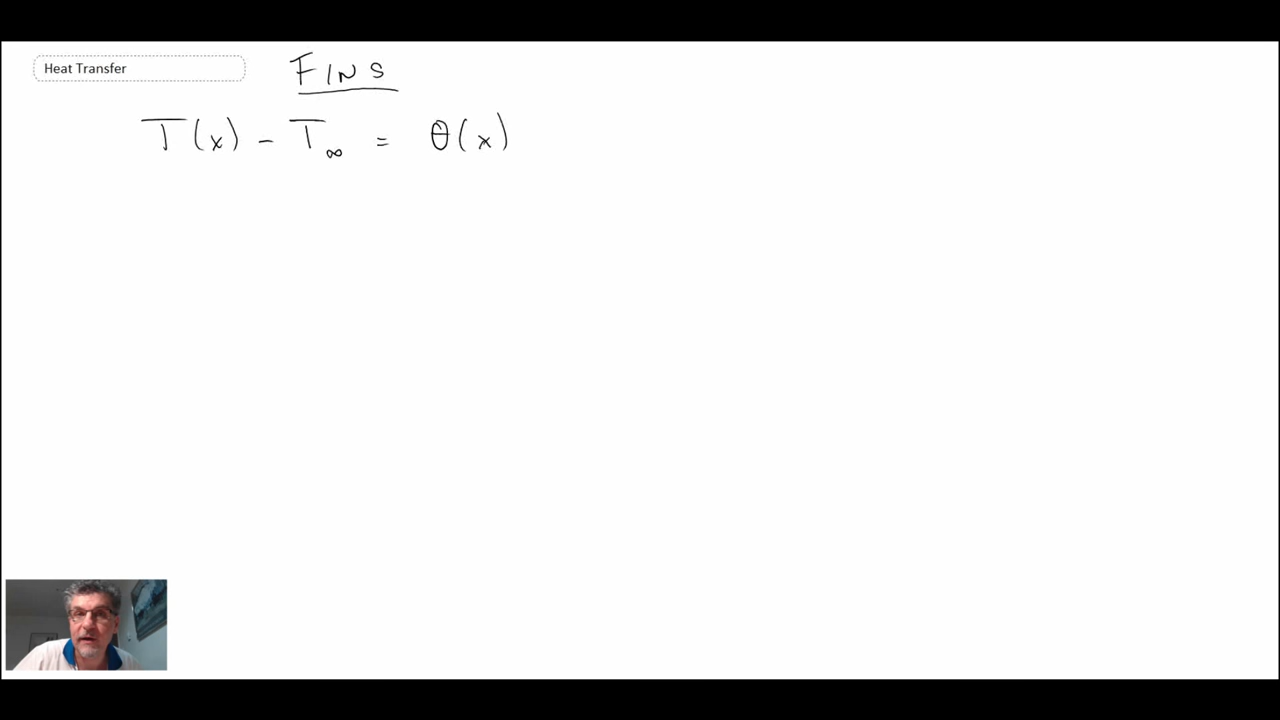 Heat Transfer
FINS
T(x) - T∞ = θ(x)